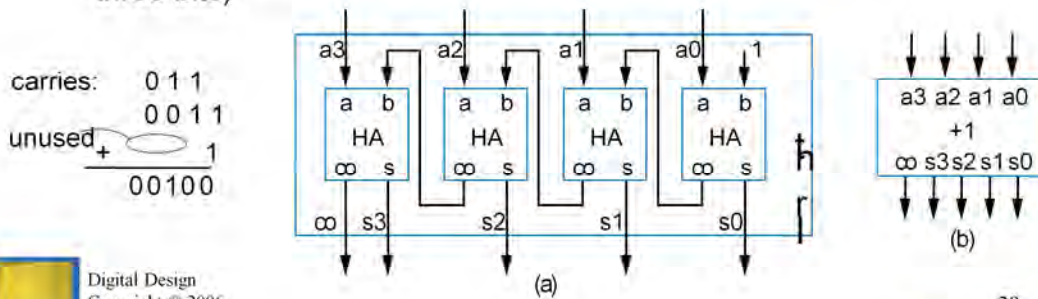 carries: 0 1 1
0 0 1 1
unused
+ 1
0 0 1 0 0
a3 a2 a1 a0 1
a b a b a b a b
HA HA HA HA
co s co s co s co s
co s3 s2 s1 s0
(a)
a3 a2 a1 a0
+1
co s3 s2 s1 s0
(b)
Digital Design